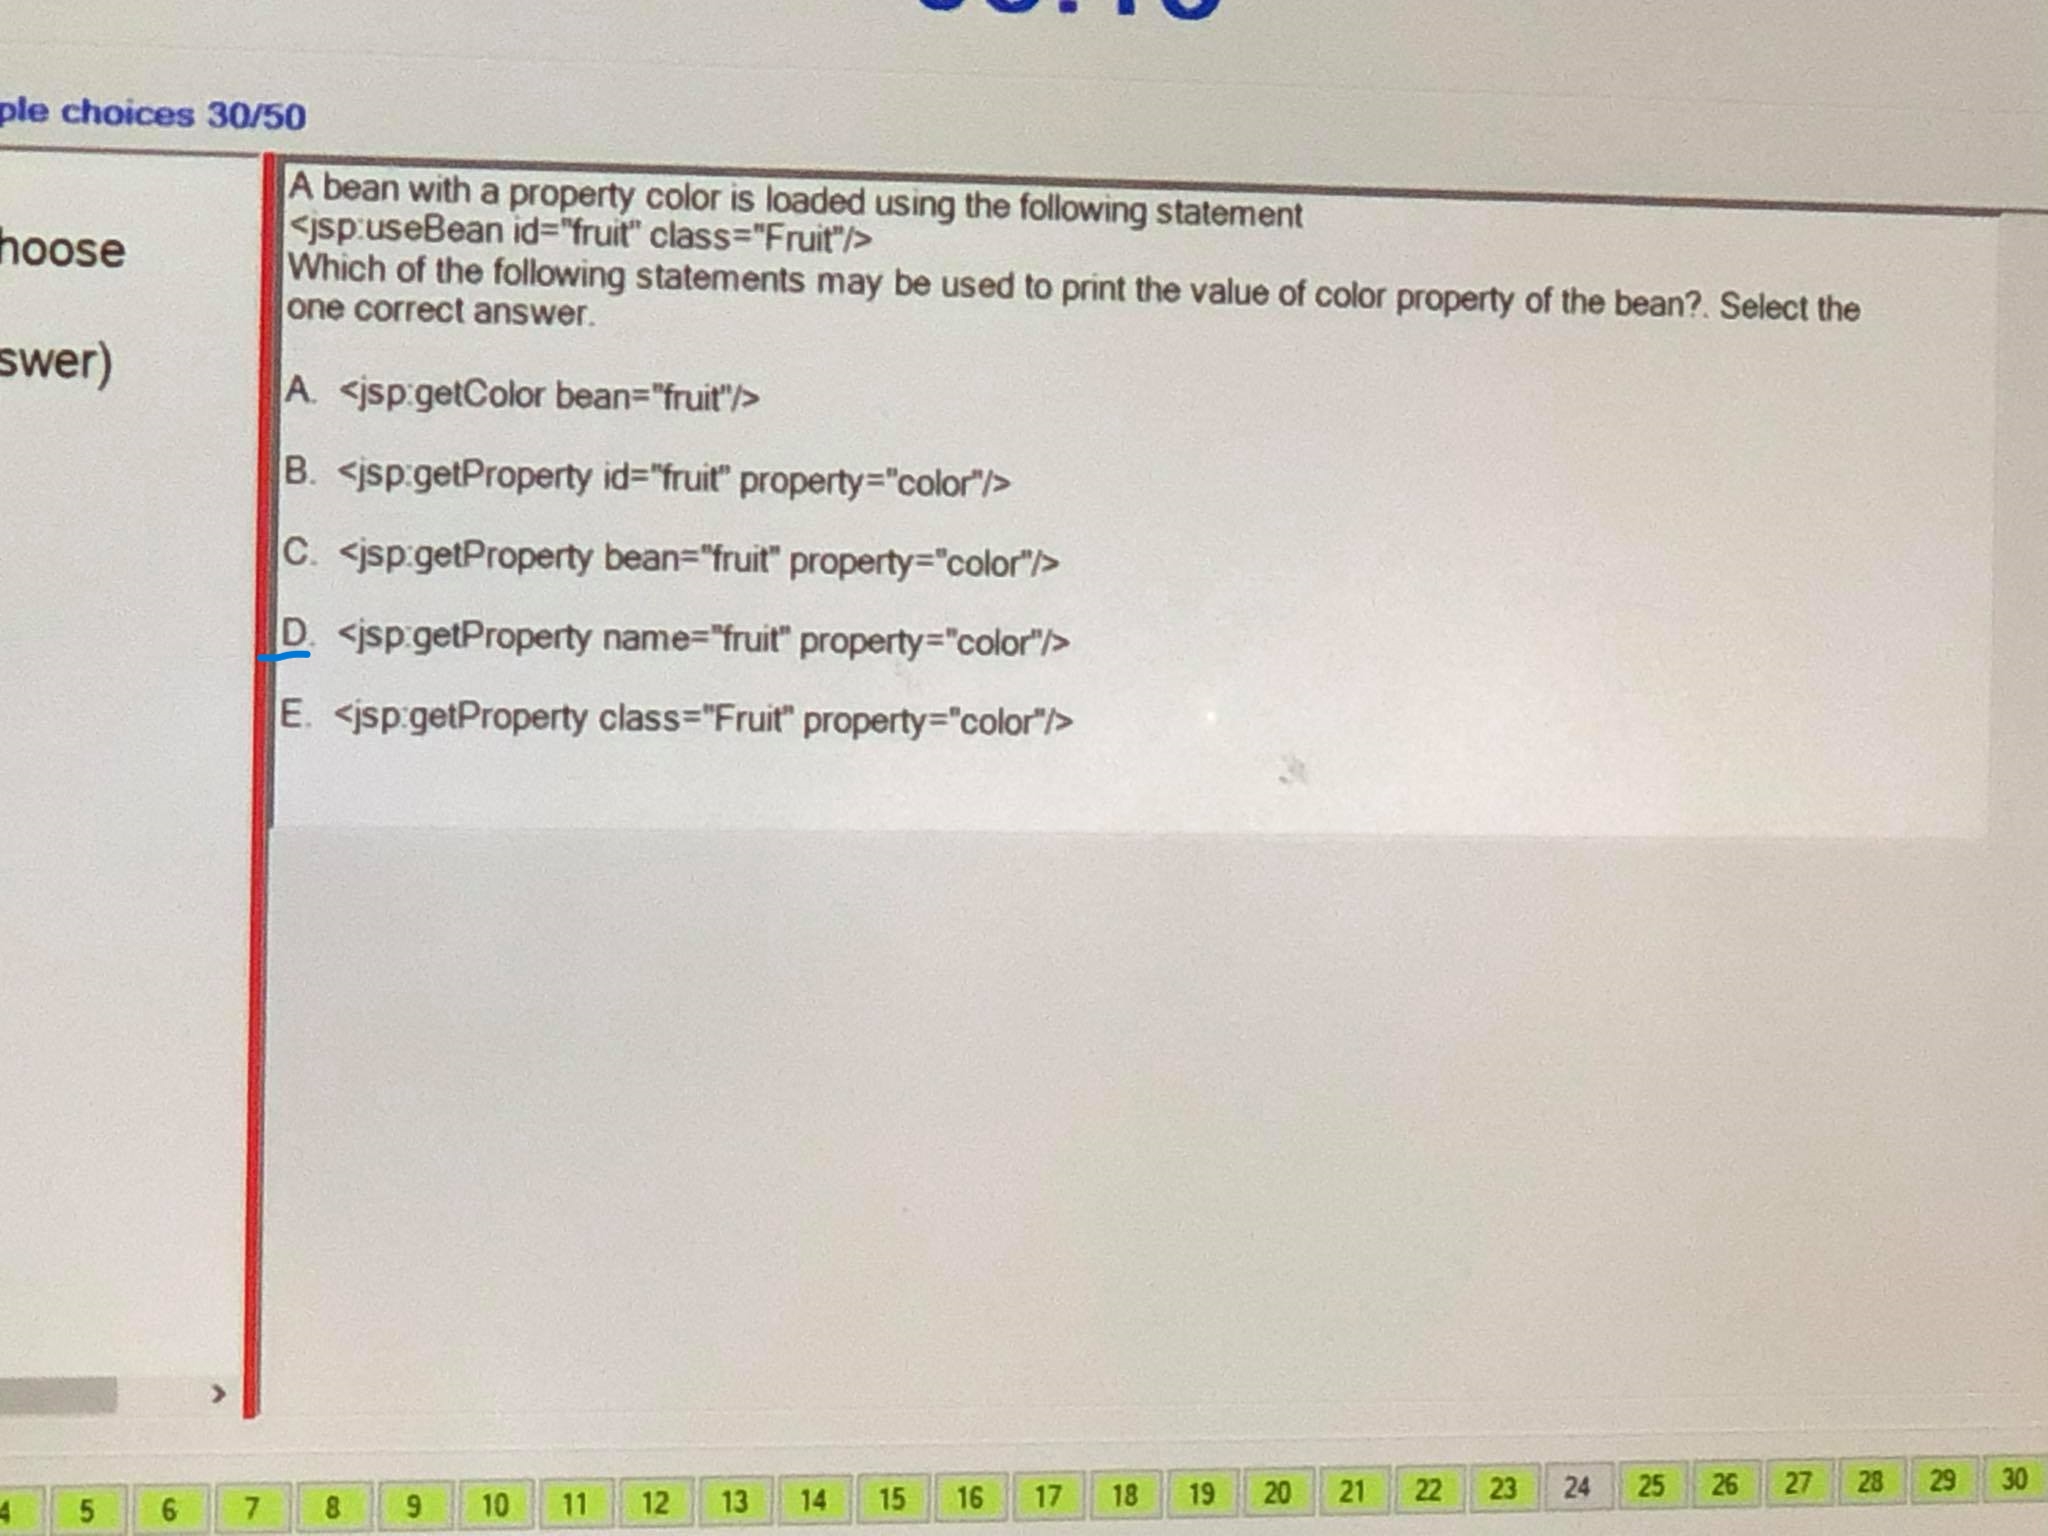 ple choices 30/50
hoose
swer)
A bean with a property color is loaded using the following statement
<jsp:useBean id="fruit" class="Fruit"/>
Which of the following statements may be used to print the value of color property of the bean?. Select the
one correct answer.
A. <jsp:getColor bean="fruit"/>
B. <jsp:getProperty id="fruit" property="color"/>
C. <jsp:getProperty bean="fruit" property="color"/>
D. <jsp:getProperty name="fruit" property="color"/>
E. <jsp:getProperty class="Fruit" property="color"/>
4 5 6 7 8 9 10 11 12 13 14 15 16 17 18 19 20 21 22 23 24 25 26 27 28 29 30